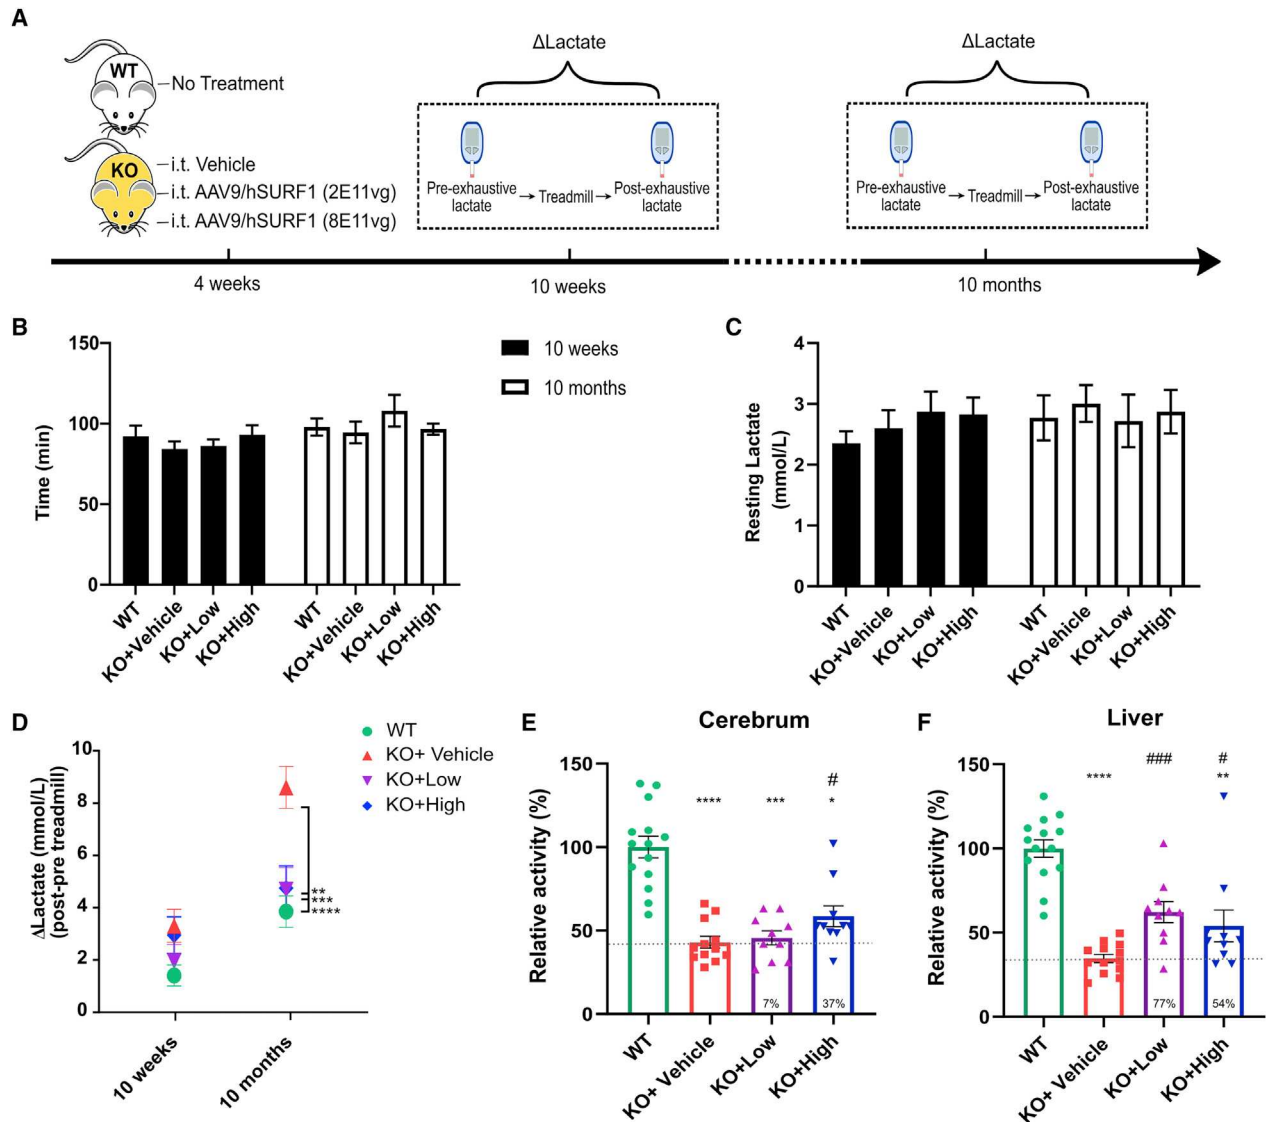 A
WT
No Treatment
KO
i.t. Vehicle
i.t. AAV9/hSURF1 (2E11vg)
i.t. AAV9/hSURF1 (8E11vg)
ΔLactate
Pre-exhaustive lactate → Treadmill → Post-exhaustive lactate
ΔLactate
Pre-exhaustive lactate → Treadmill → Post-exhaustive lactate
4 weeks
10 weeks
10 months
B
Time (min)
150
100
50
0
WT
KO+Vehicle
KO+Low
KO+High
WT
KO+Vehicle
KO+Low
KO+High
10 weeks
10 months
C
Resting Lactate
(mmol/L)
4
3
2
1
0
WT
KO+Vehicle
KO+Low
KO+High
WT
KO+Vehicle
KO+Low
KO+High
D
ΔLactate (mmol/L)
(post-pre treadmill)
10
8
6
4
2
0
**
***
****
10 weeks
10 months
WT
KO+ Vehicle
KO+Low
KO+High
E
Cerebrum
Relative activity (%)
150
100
50
0
****
***
#
*
7%
37%
WT
KO+ Vehicle
KO+Low
KO+High
F
Liver
Relative activity (%)
150
100
50
0
****
###
#
**
77%
54%
WT
KO+ Vehicle
KO+Low
KO+High